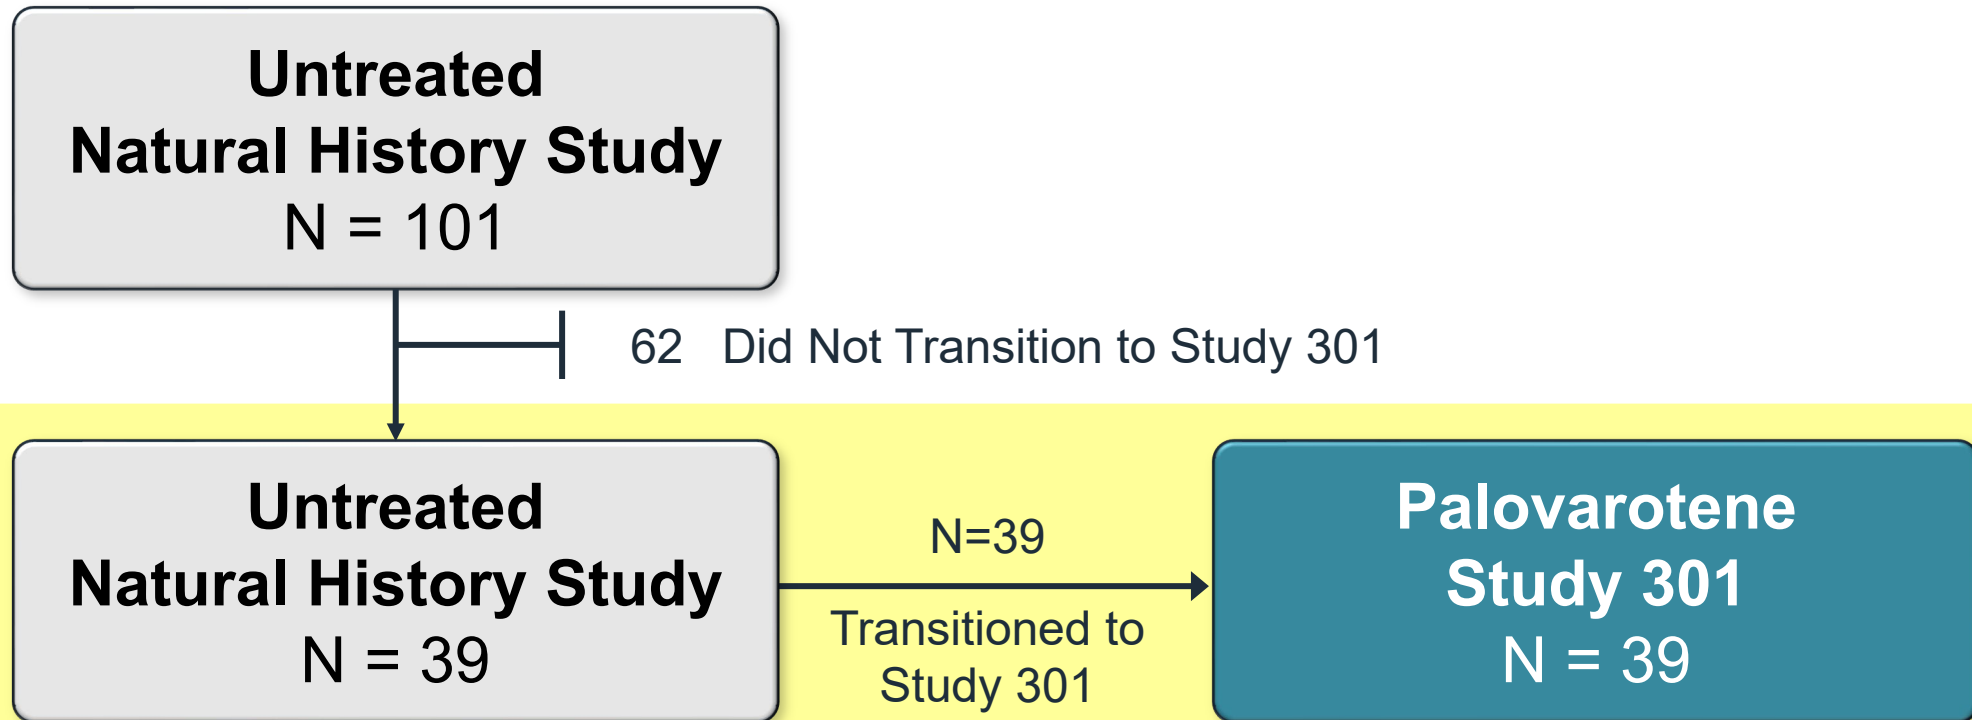 Untreated
Natural History Study
N = 101
62 Did Not Transition to Study 301
Untreated
Natural History Study
N = 39
N=39
Transitioned to
Study 301
Palovarotene
Study 301
N = 39